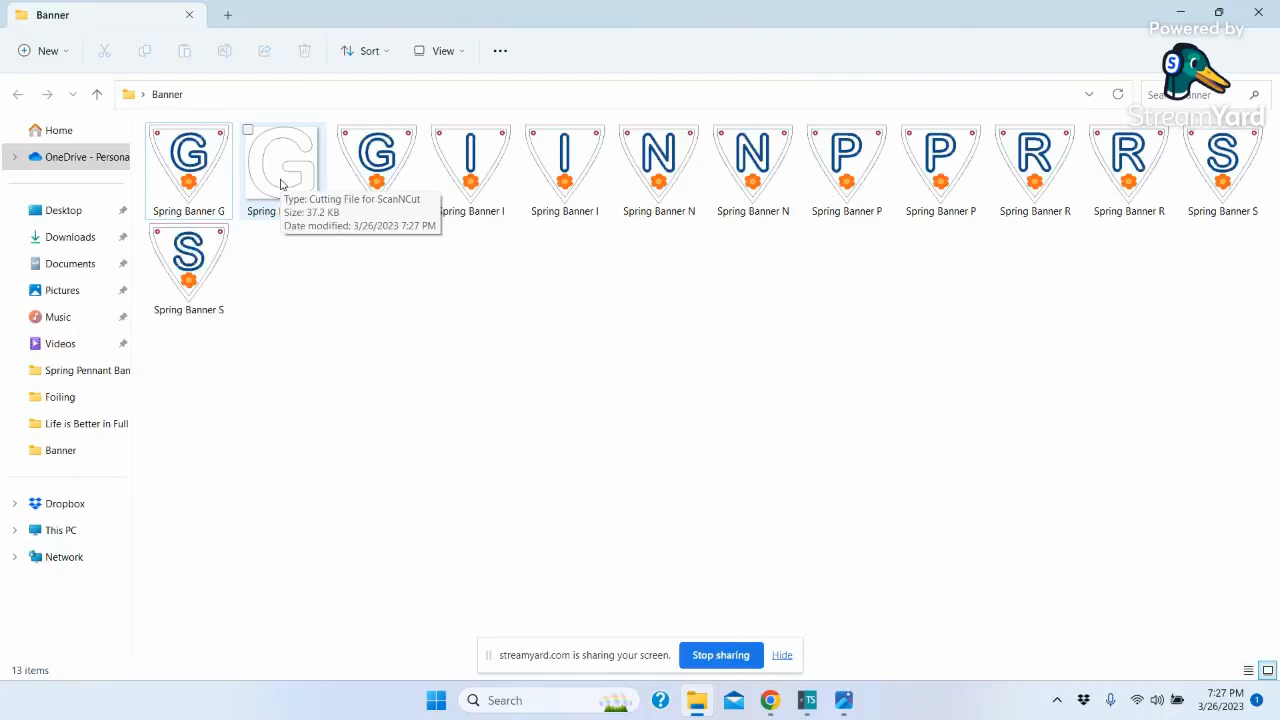 Banner
New
Sort
View
Powered by
StreamYard
Banner
Home
OneDrive - Persona
Desktop
Downloads
Documents
Pictures
Music
Videos
Spring Pennant Ban
Foiling
Life is Better in Full
Banner
Dropbox
This PC
Network
G
G
G
I
I
N
N
P
P
R
R
S
Spring Banner G
Spring
Spring Banner I
Spring Banner I
Spring Banner N
Spring Banner N
Spring Banner P
Spring Banner P
Spring Banner R
Spring Banner R
Spring Banner S
Type: Cutting File for ScanNCut
Size: 37.2 KB
Date modified: 3/26/2023 7:27 PM
S
Spring Banner S
streamyard.com is sharing your screen.
Stop sharing
Hide
13 items
Search
TS
7:27 PM
3/26/2023
1